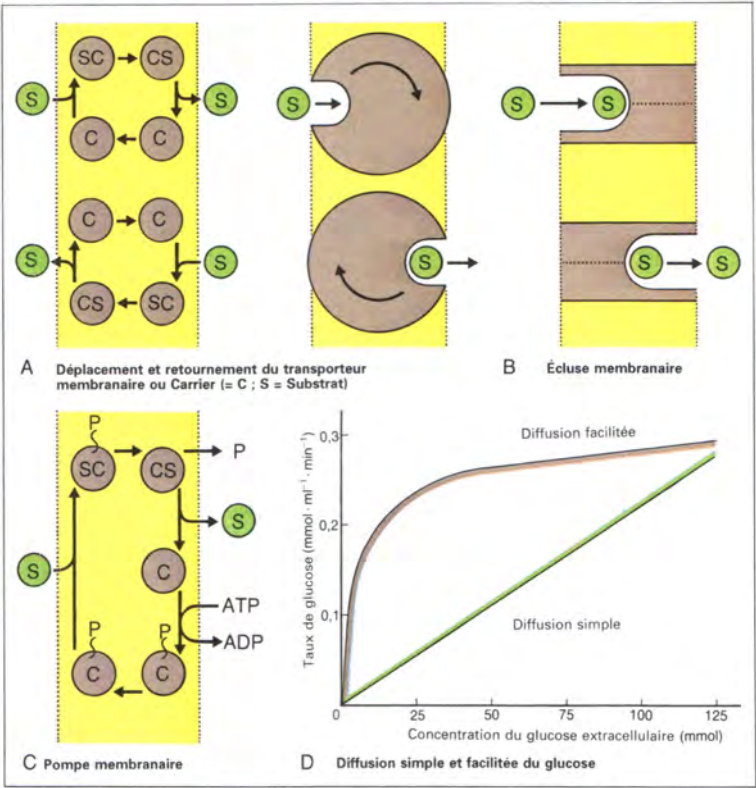 SC CS
S S
C C
C C
S S
CS SC
S
S
A Déplacement et retournement du transporteur
membranaire ou Carrier (= C ; S = Substrat)
S S
S S
B Écluse membranaire
P
SC CS P
S
S
C
ATP
P P
ADP
C C
C Pompe membranaire
Taux de glucose (mmol · ml⁻¹ · min⁻¹)
0,3
0,2
0,1
Diffusion facilitée
Diffusion simple
0 25 50 75 100 125
Concentration du glucose extracellulaire (mmol)
D Diffusion simple et facilitée du glucose